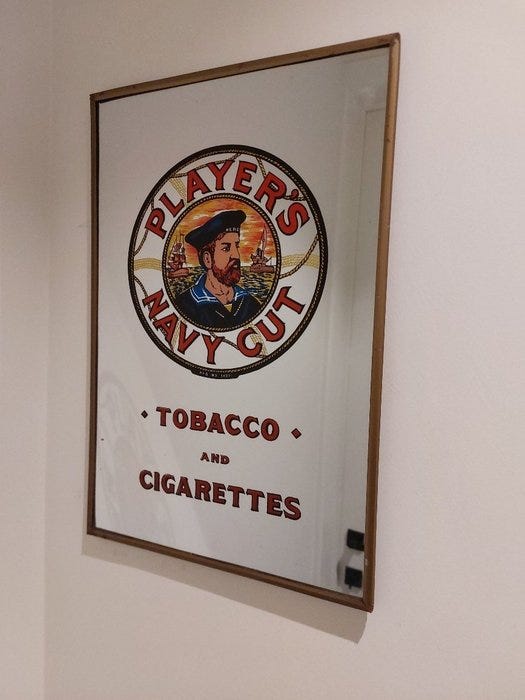 PLAYER'S
NAVY CUT
TOBACCO
AND
CIGARETTES